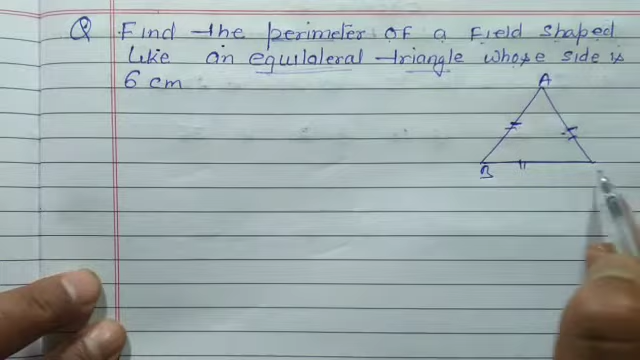 Q Find the perimeter of a field shaped
like an equilateral triangle whose side is
6 cm
A
B